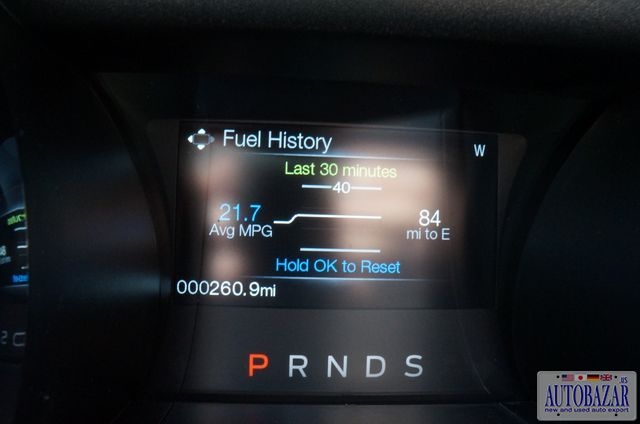 Fuel History
W
Last 30 minutes
40
21.7
Avg MPG
84
mi to E
Hold OK to Reset
000260.9mi
P R N D S
AUTOBAZAR.US
new and used auto export